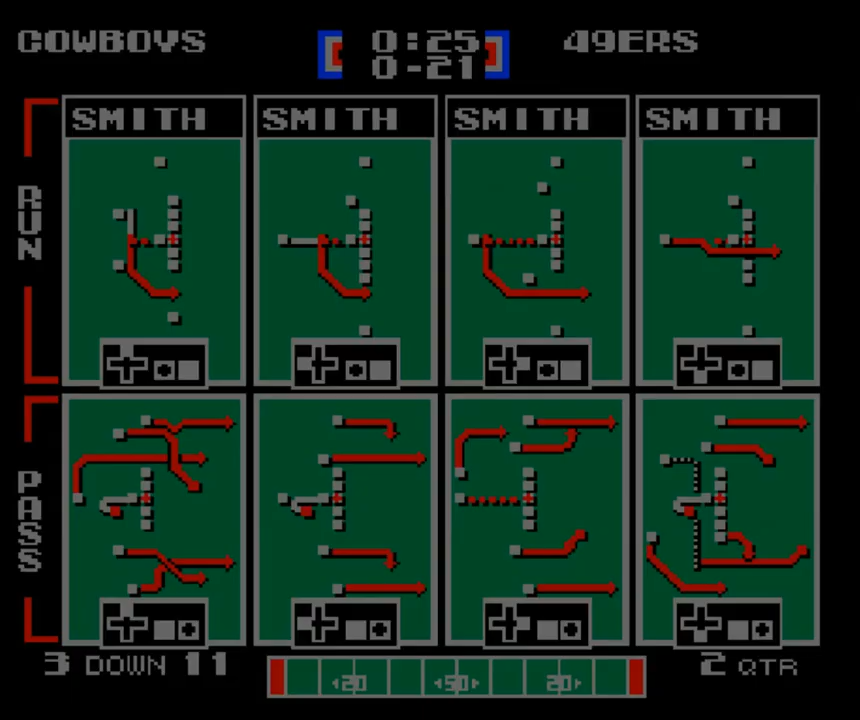 COWBOYS 0:25 49ERS
0-21
SMITH SMITH SMITH SMITH
RUN
PASS
3 DOWN 11 2 QTR
20 50 20